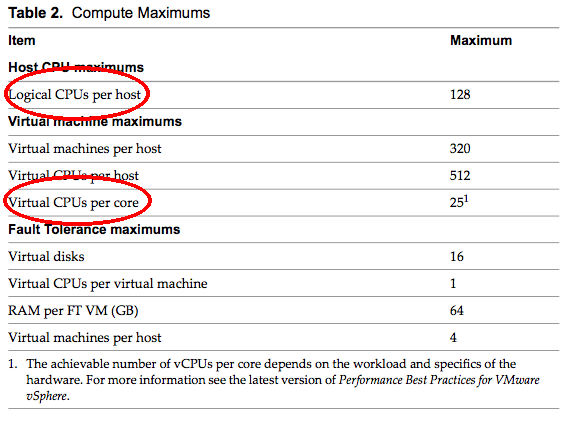 Table 2. Compute Maximums
Item Maximum
Host CPU maximums
Logical CPUs per host 128
Virtual machine maximums
Virtual machines per host 320
Virtual CPUs per host 512
Virtual CPUs per core 25¹
Fault Tolerance maximums
Virtual disks 16
Virtual CPUs per virtual machine 1
RAM per FT VM (GB) 64
Virtual machines per host 4
1. The achievable number of vCPUs per core depends on the workload and specifics of the
hardware. For more information see the latest version of Performance Best Practices for VMware
vSphere.